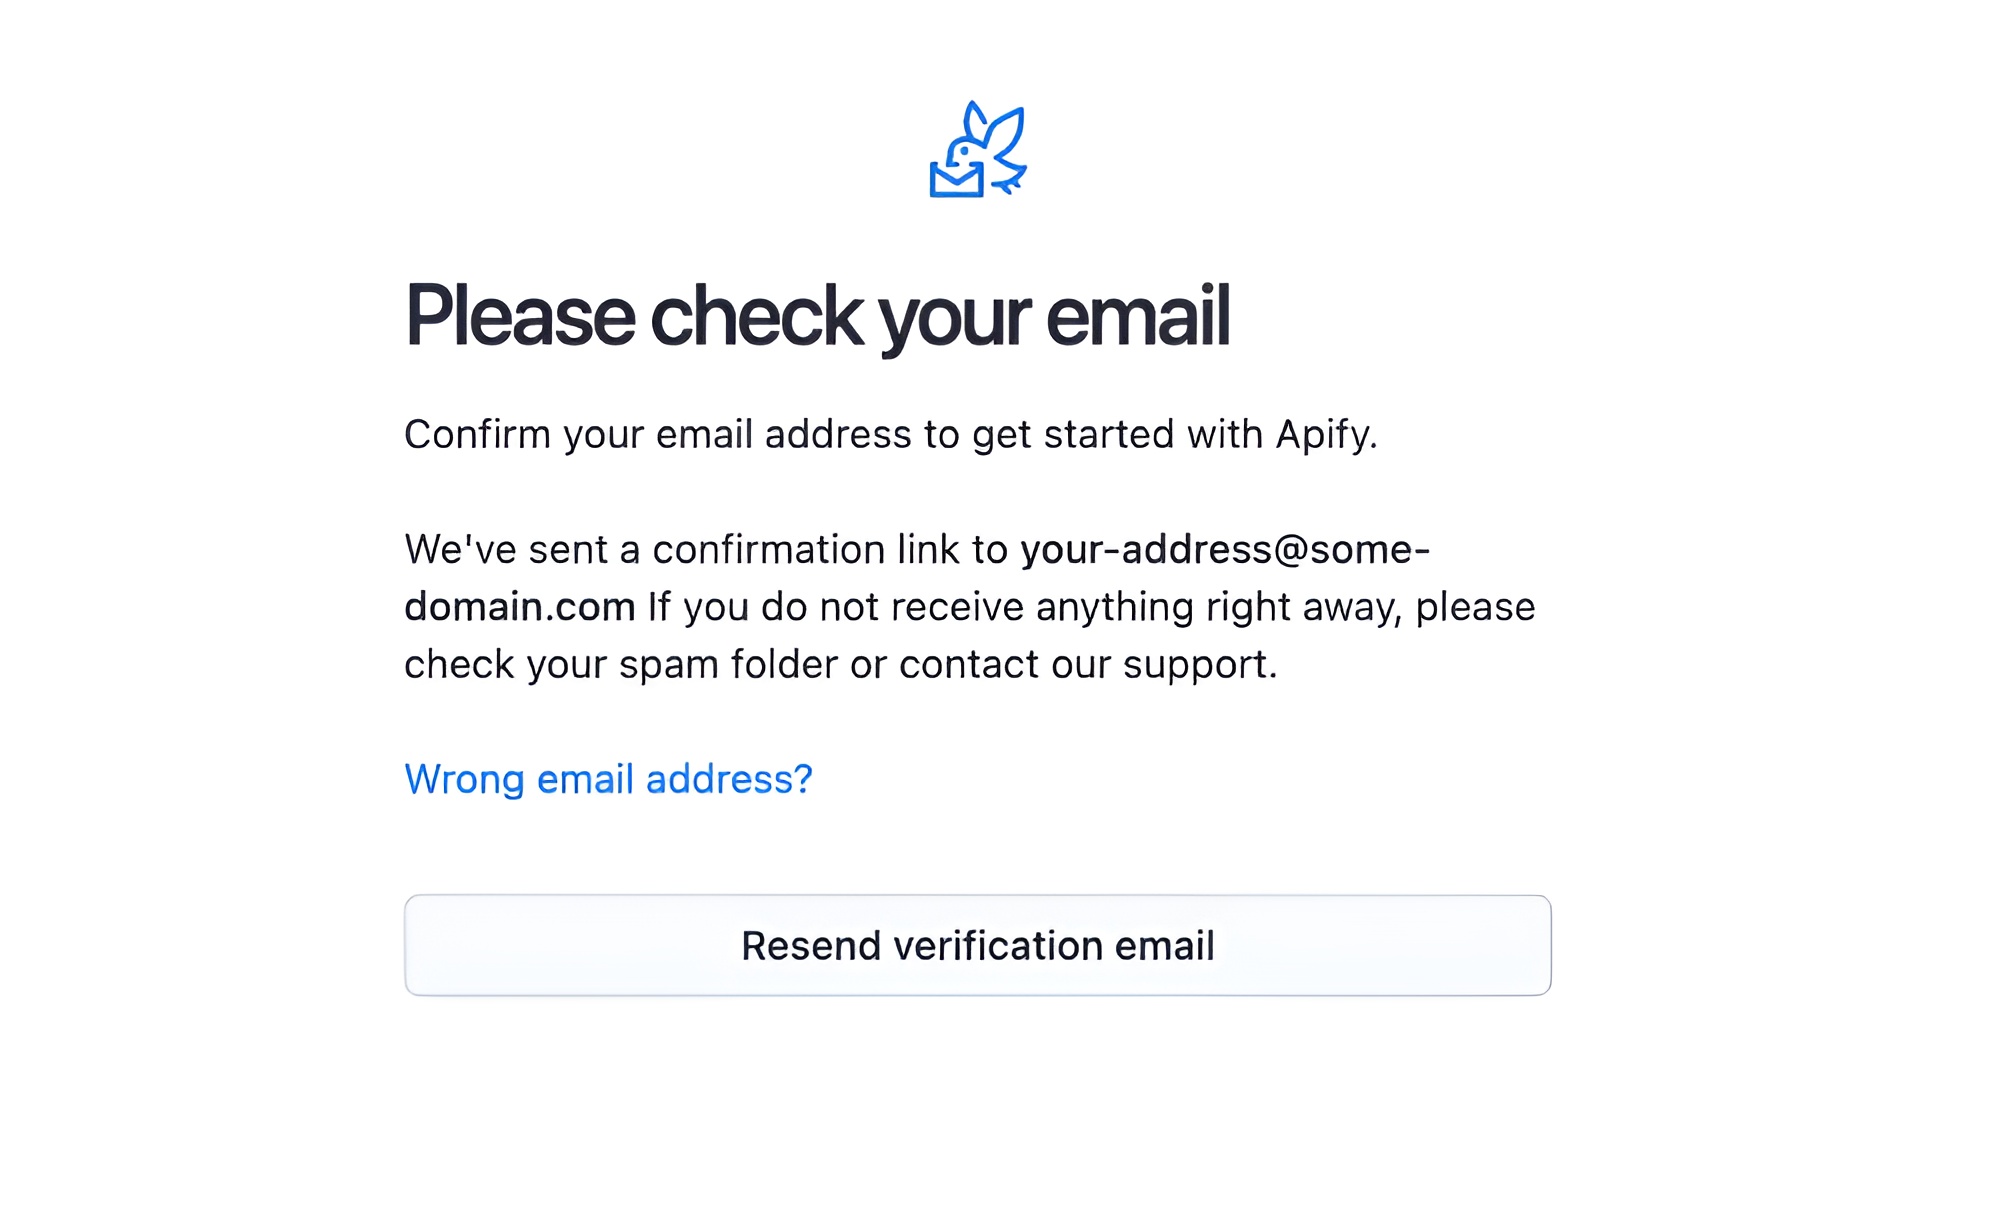 Please check your email
Confirm your email address to get started with Apify.
We've sent a confirmation link to your-address@some-
domain.com If you do not receive anything right away, please
check your spam folder or contact our support.
Wrong email address?
Resend verification email